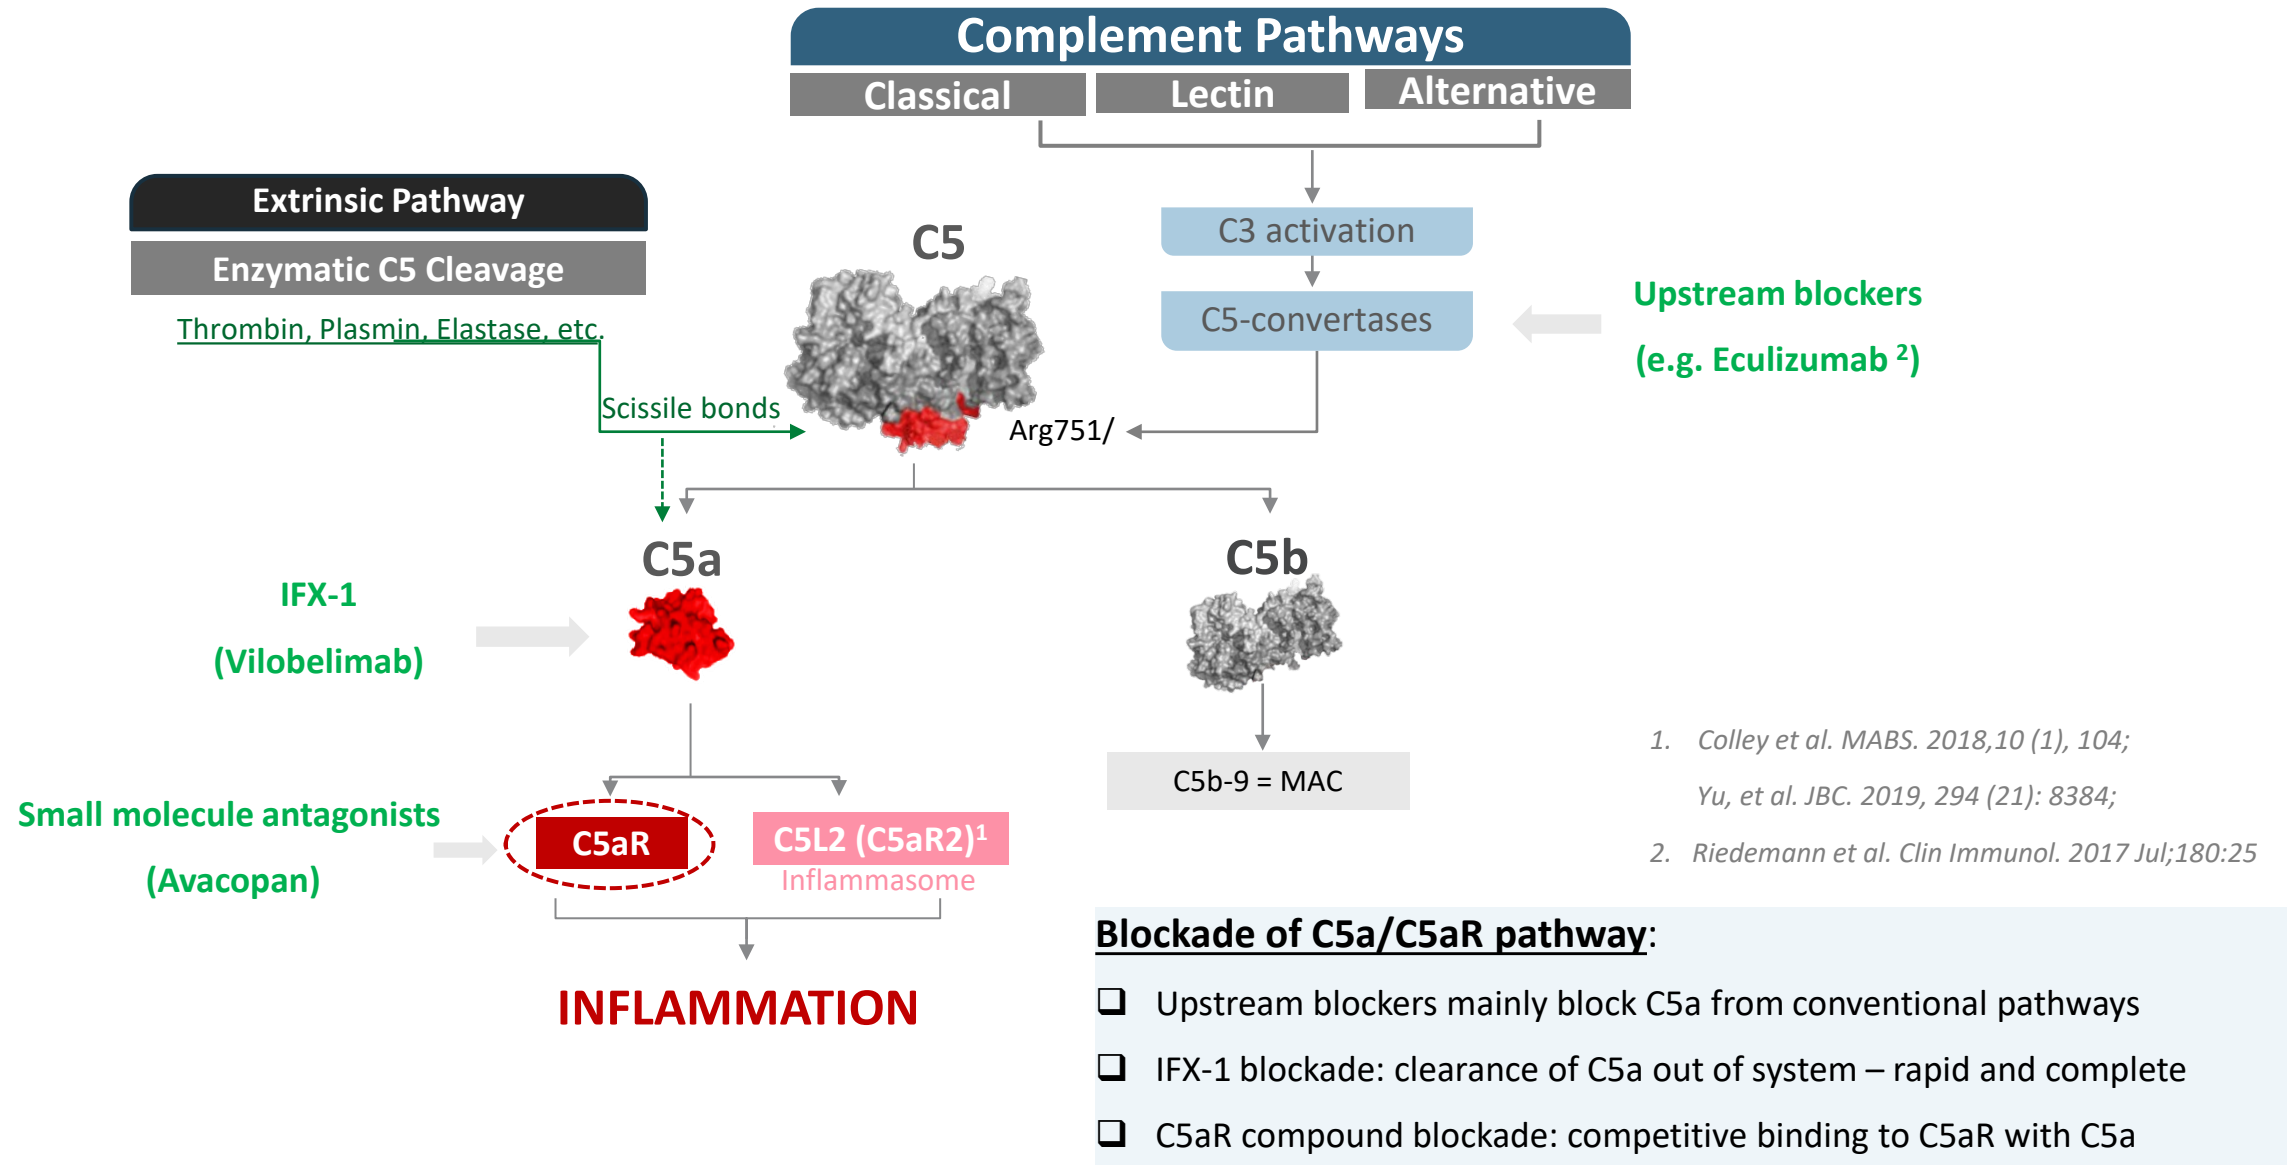 Complement Pathways
Classical
Lectin
Alternative
Extrinsic Pathway
Enzymatic C5 Cleavage
Thrombin, Plasmin, Elastase, etc.
Scissile bonds
C5
C3 activation
C5-convertases
Upstream blockers
(e.g. Eculizumab ²)
Arg751/
C5a
C5b
IFX-1
(Vilobelimab)
C5b-9 = MAC
Small molecule antagonists
(Avacopan)
C5aR
C5L2 (C5aR2)¹
Inflammasome
INFLAMMATION
1. Colley et al. MABS. 2018,10 (1), 104;
Yu, et al. JBC. 2019, 294 (21): 8384;
2. Riedemann et al. Clin Immunol. 2017 Jul;180:25
Blockade of C5a/C5aR pathway:
❑ Upstream blockers mainly block C5a from conventional pathways
❑ IFX-1 blockade: clearance of C5a out of system – rapid and complete
❑ C5aR compound blockade: competitive binding to C5aR with C5a